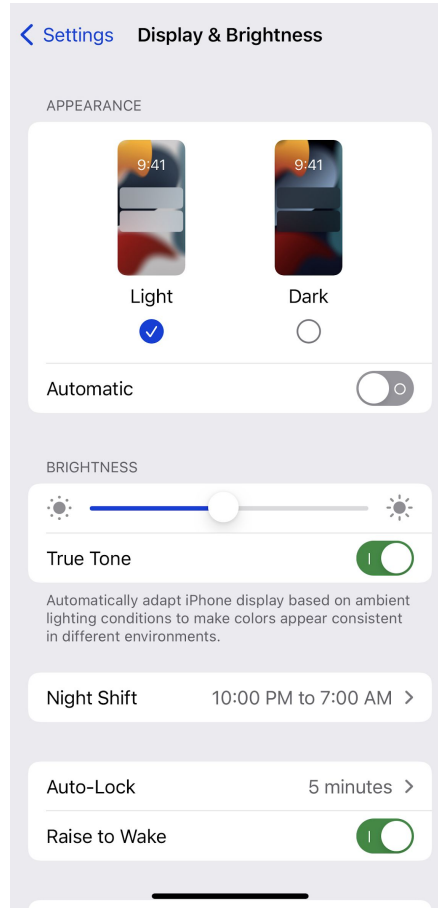 Settings Display & Brightness
APPEARANCE
9:41 9:41
Light Dark
Automatic
BRIGHTNESS
True Tone
Automatically adapt iPhone display based on ambient
lighting conditions to make colors appear consistent
in different environments.
Night Shift 10:00 PM to 7:00 AM
Auto-Lock 5 minutes
Raise to Wake